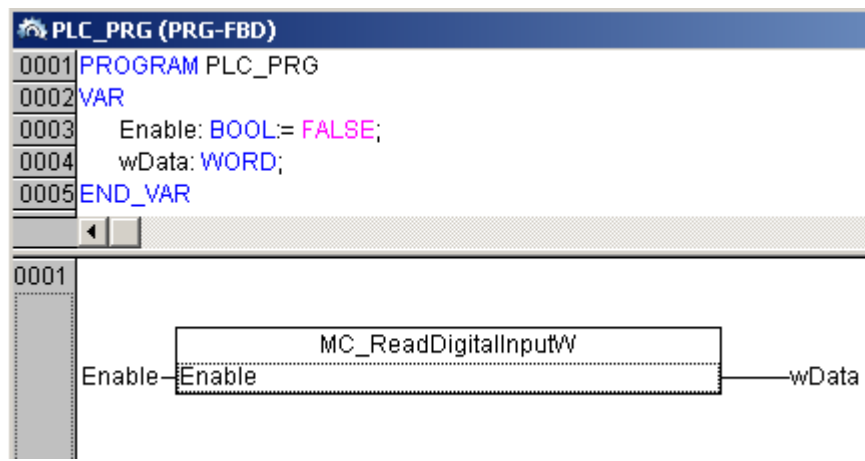 PLC_PRG (PRG-FBD)
0001 PROGRAM PLC_PRG
0002 VAR
0003 Enable: BOOL:= FALSE;
0004 wData: WORD;
0005 END_VAR
0001
MC_ReadDigitalInputW
Enable Enable wData